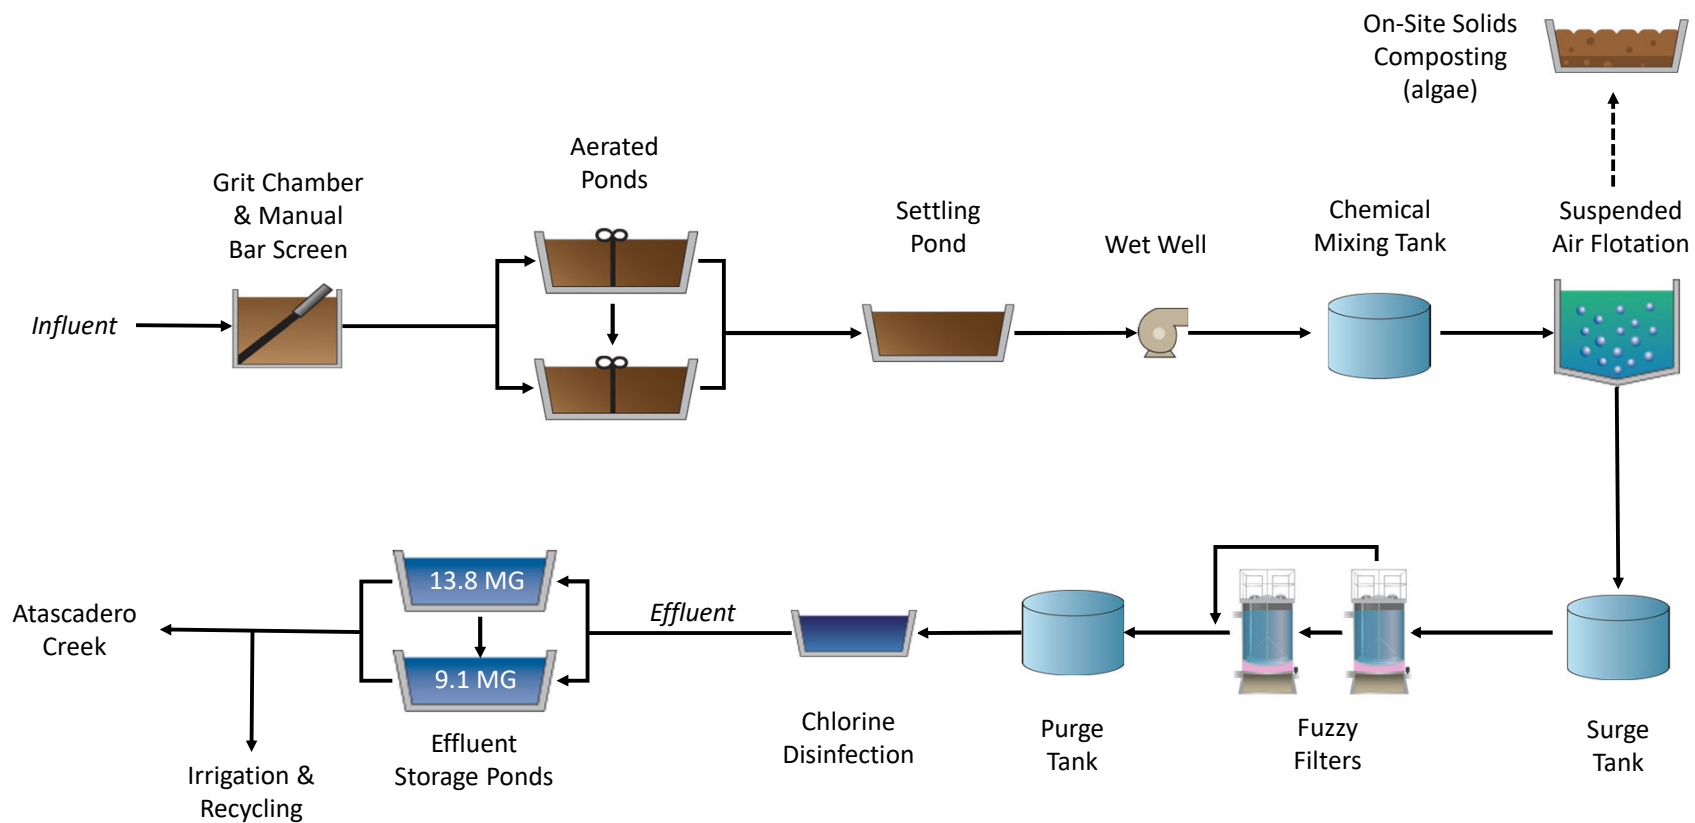 On-Site Solids
Composting
(algae)
Aerated
Ponds
Grit Chamber
& Manual
Bar Screen
Settling
Pond
Wet Well
Chemical
Mixing Tank
Suspended
Air Flotation
Influent
13.8 MG
9.1 MG
Effluent
Atascadero
Creek
Irrigation &
Recycling
Effluent
Storage Ponds
Chlorine
Disinfection
Purge
Tank
Fuzzy
Filters
Surge
Tank